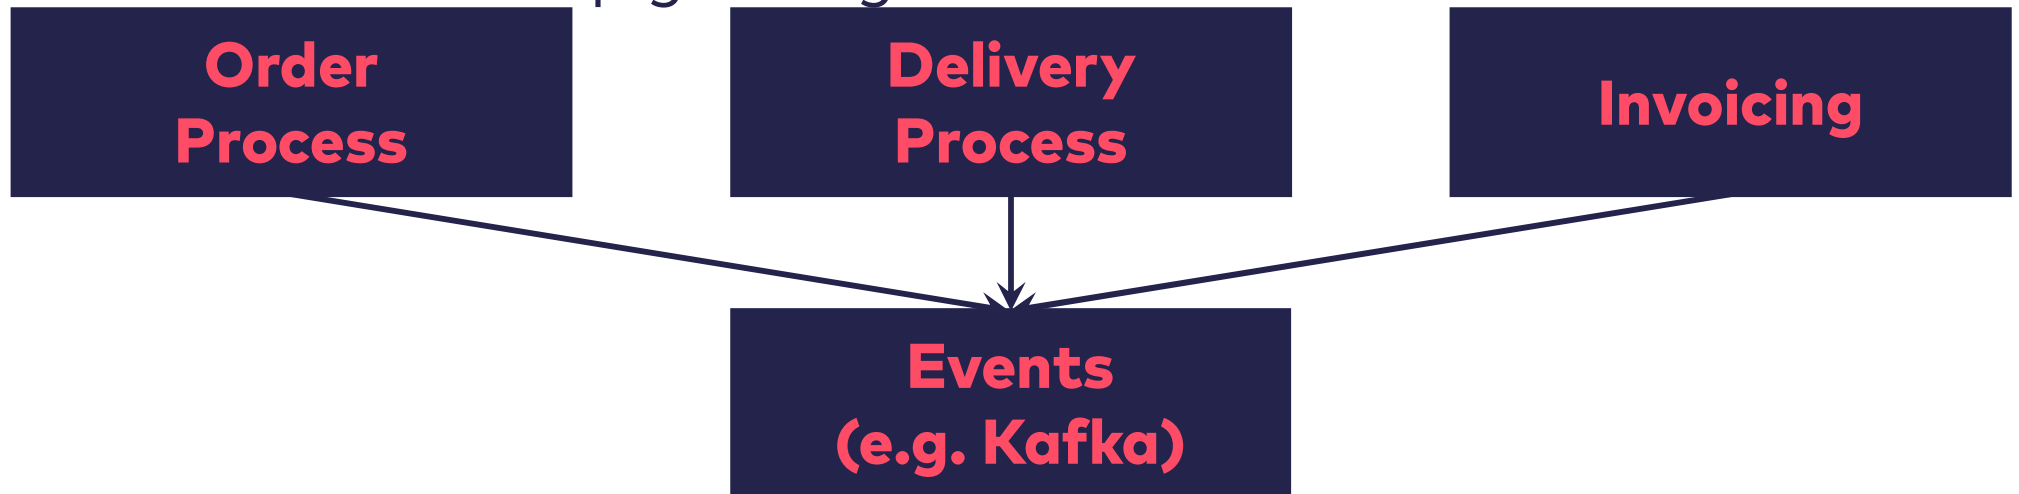 Order
Process
Delivery
Process
Invoicing
Events
(e.g. Kafka)